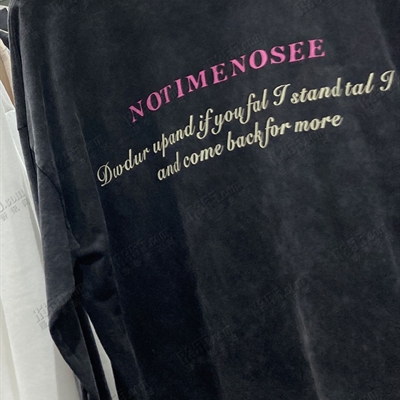 NOTIMENOSEE
Dwdur upand if you fal I stand tal I
and come back for more